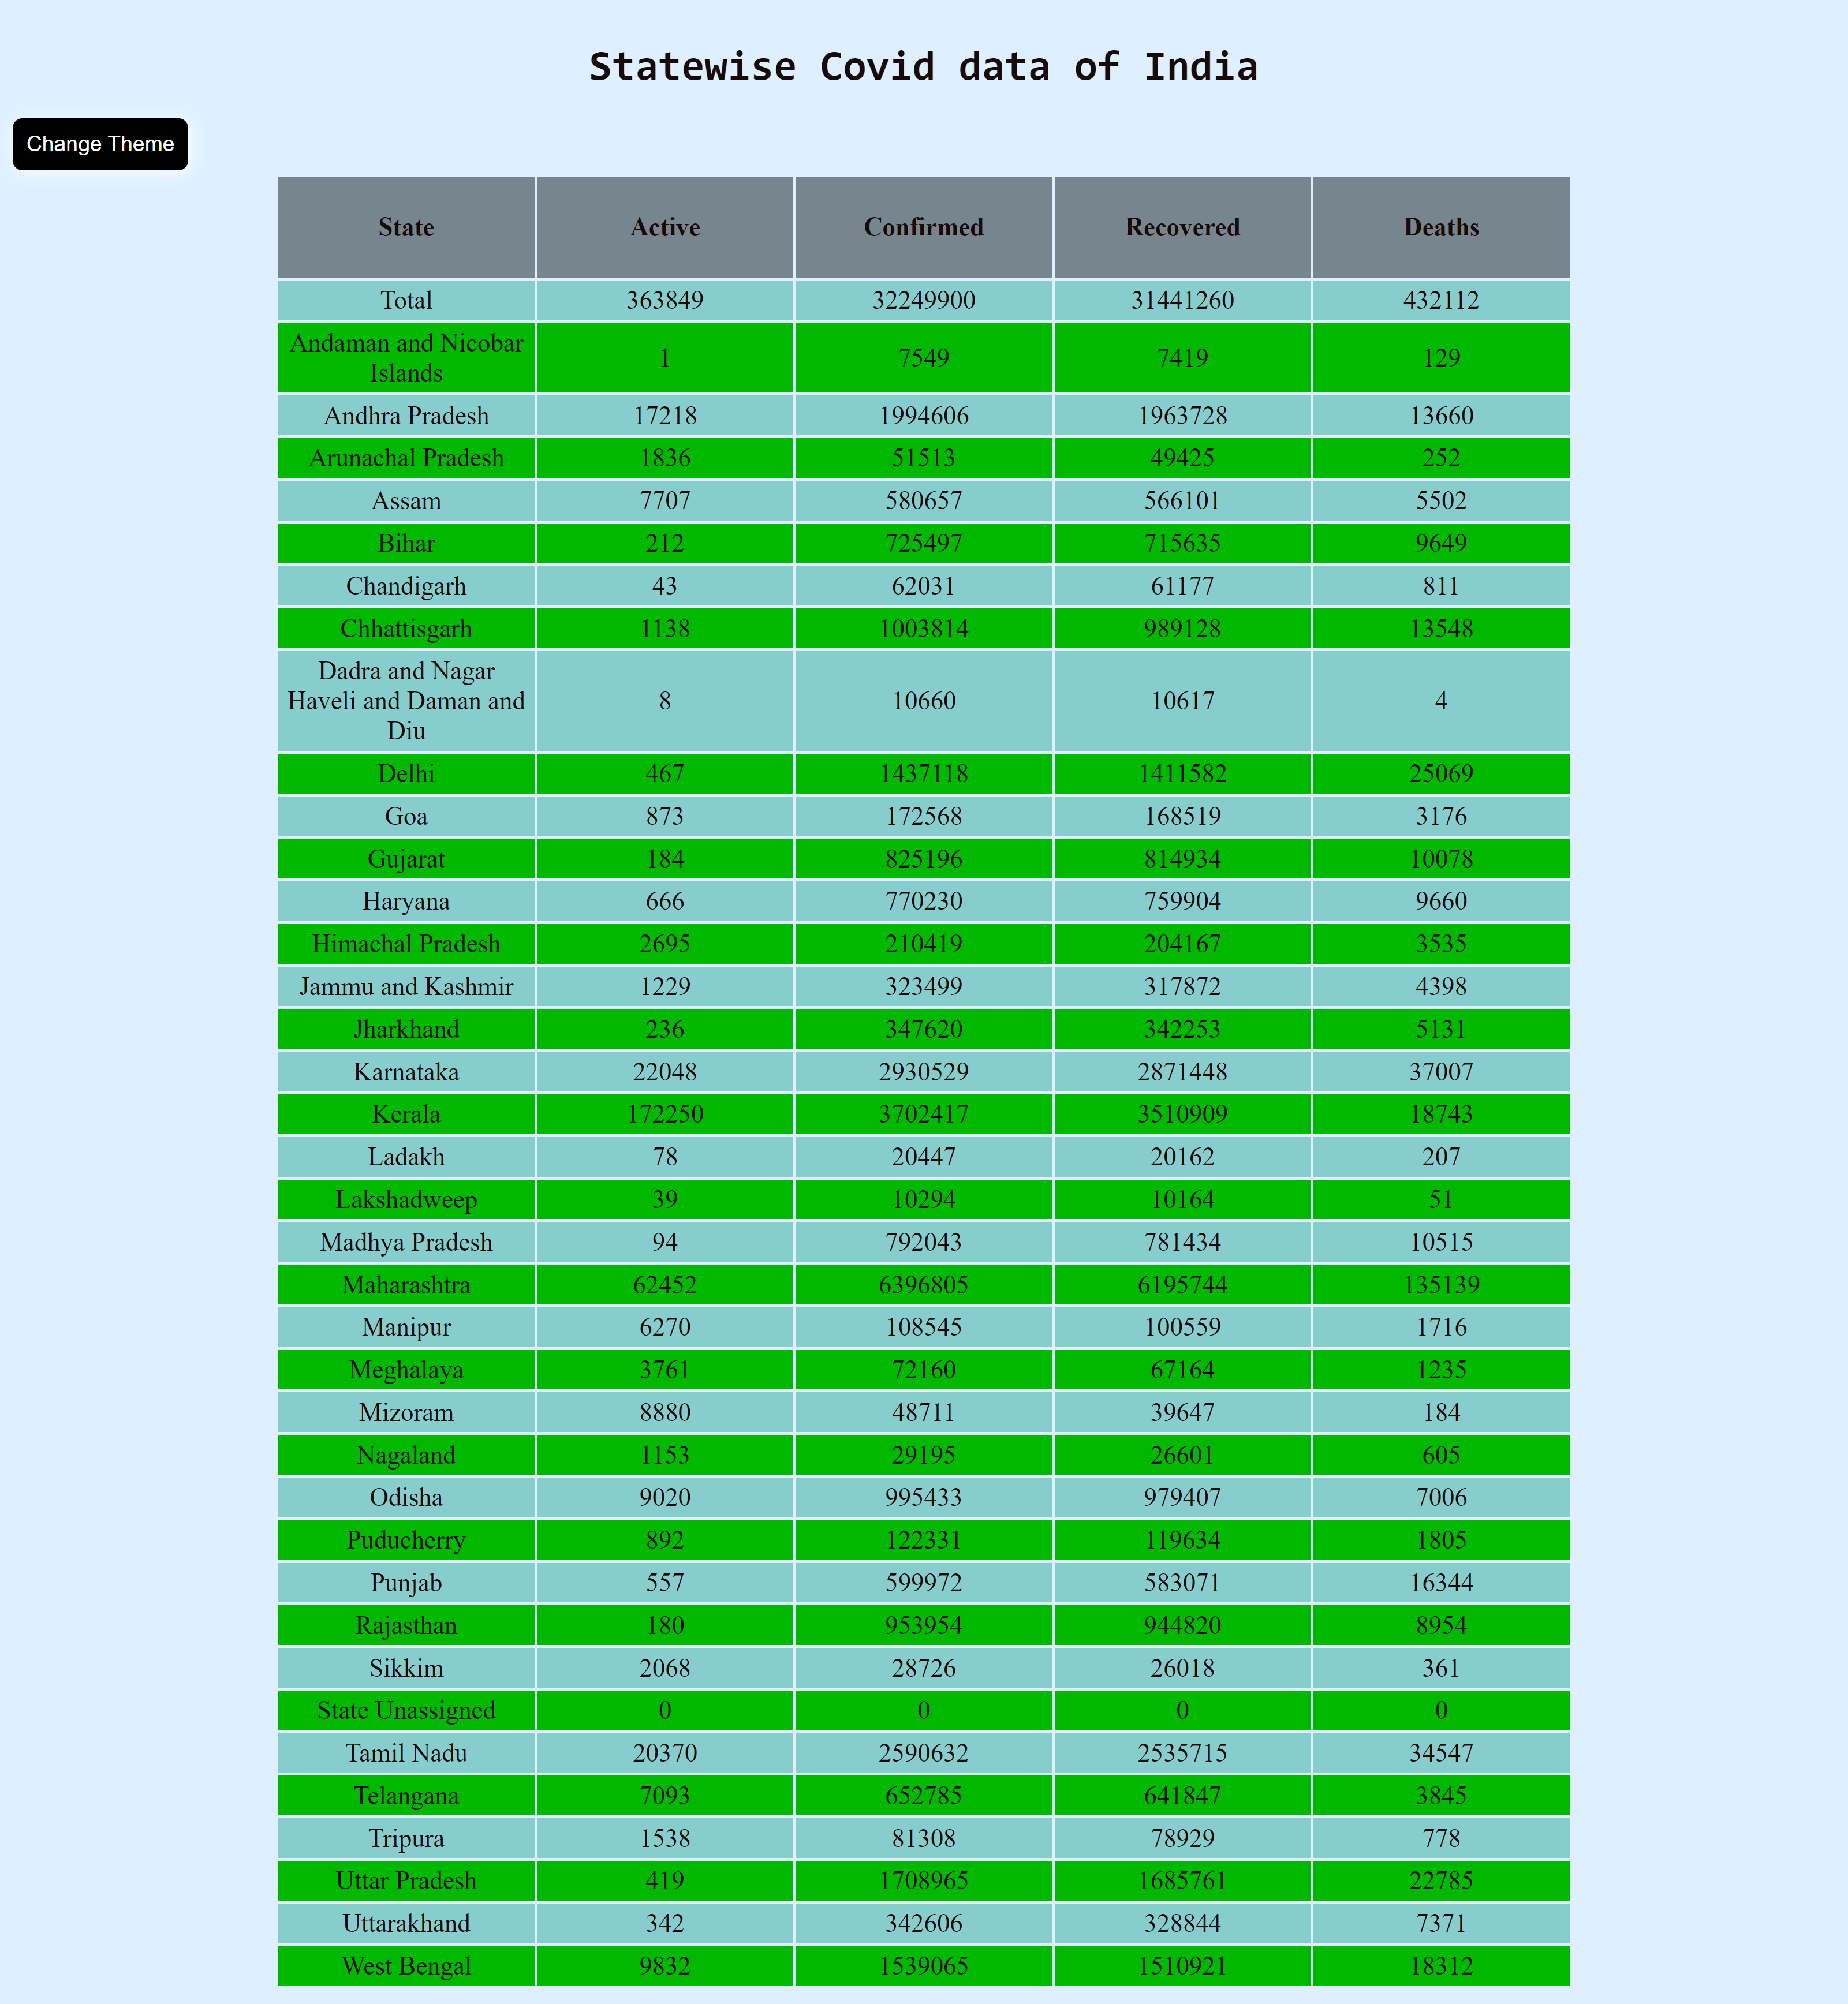 Statewise Covid data of India
Change Theme
State Active Confirmed Recovered Deaths
Total 363849 32249900 31441260 432112
Andaman and Nicobar
Islands 1 7549 7419 129
Andhra Pradesh 17218 1994606 1963728 13660
Arunachal Pradesh 1836 51513 49425 252
Assam 7707 580657 566101 5502
Bihar 212 725497 715635 9649
Chandigarh 43 62031 61177 811
Chhattisgarh 1138 1003814 989128 13548
Dadra and Nagar
Haveli and Daman and 8 10660 10617 4
Diu
Delhi 467 1437118 1411582 25069
Goa 873 172568 168519 3176
Gujarat 184 825196 814934 10078
Haryana 666 770230 759904 9660
Himachal Pradesh 2695 210419 204167 3535
Jammu and Kashmir 1229 323499 317872 4398
Jharkhand 236 347620 342253 5131
Karnataka 22048 2930529 2871448 37007
Kerala 172250 3702417 3510909 18743
Ladakh 78 20447 20162 207
Lakshadweep 39 10294 10164 51
Madhya Pradesh 94 792043 781434 10515
Maharashtra 62452 6396805 6195744 135139
Manipur 6270 108545 100559 1716
Meghalaya 3761 72160 67164 1235
Mizoram 8880 48711 39647 184
Nagaland 1153 29195 26601 605
Odisha 9020 995433 979407 7006
Puducherry 892 122331 119634 1805
Punjab 557 599972 583071 16344
Rajasthan 180 953954 944820 8954
Sikkim 2068 28726 26018 361
State Unassigned 0 0 0 0
Tamil Nadu 20370 2590632 2535715 34547
Telangana 7093 652785 641847 3845
Tripura 1538 81308 78929 778
Uttar Pradesh 419 1708965 1685761 22785
Uttarakhand 342 342606 328844 7371
West Bengal 9832 1539065 1510921 18312